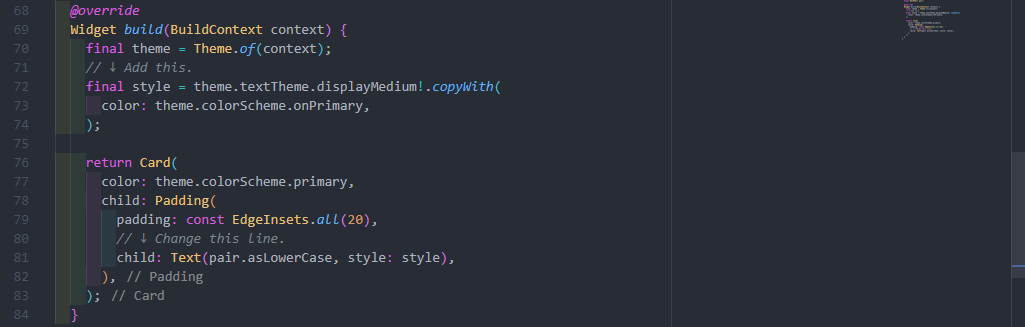 68 @override
69 Widget build(BuildContext context) {
70 final theme = Theme.of(context);
71 // ↓ Add this.
72 final style = theme.textTheme.displayMedium!.copyWith(
73 color: theme.colorScheme.onPrimary,
74 );
75
76 return Card(
77 color: theme.colorScheme.primary,
78 child: Padding(
79 padding: const EdgeInsets.all(20),
80 // ↓ Change this line.
81 child: Text(pair.asLowerCase, style: style),
82 ), // Padding
83 ); // Card
84 }